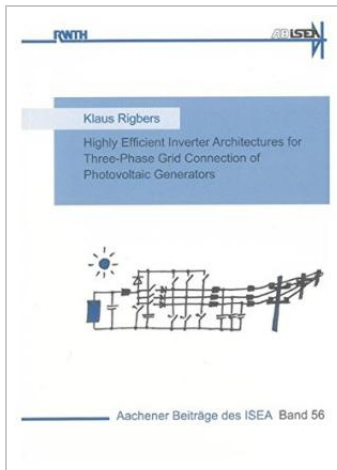 RWTH
ABISEA
Klaus Rigbers
Highly Efficient Inverter Architectures for
Three-Phase Grid Connection of
Photovoltaic Generators
Aachener Beiträge des ISEA Band 56